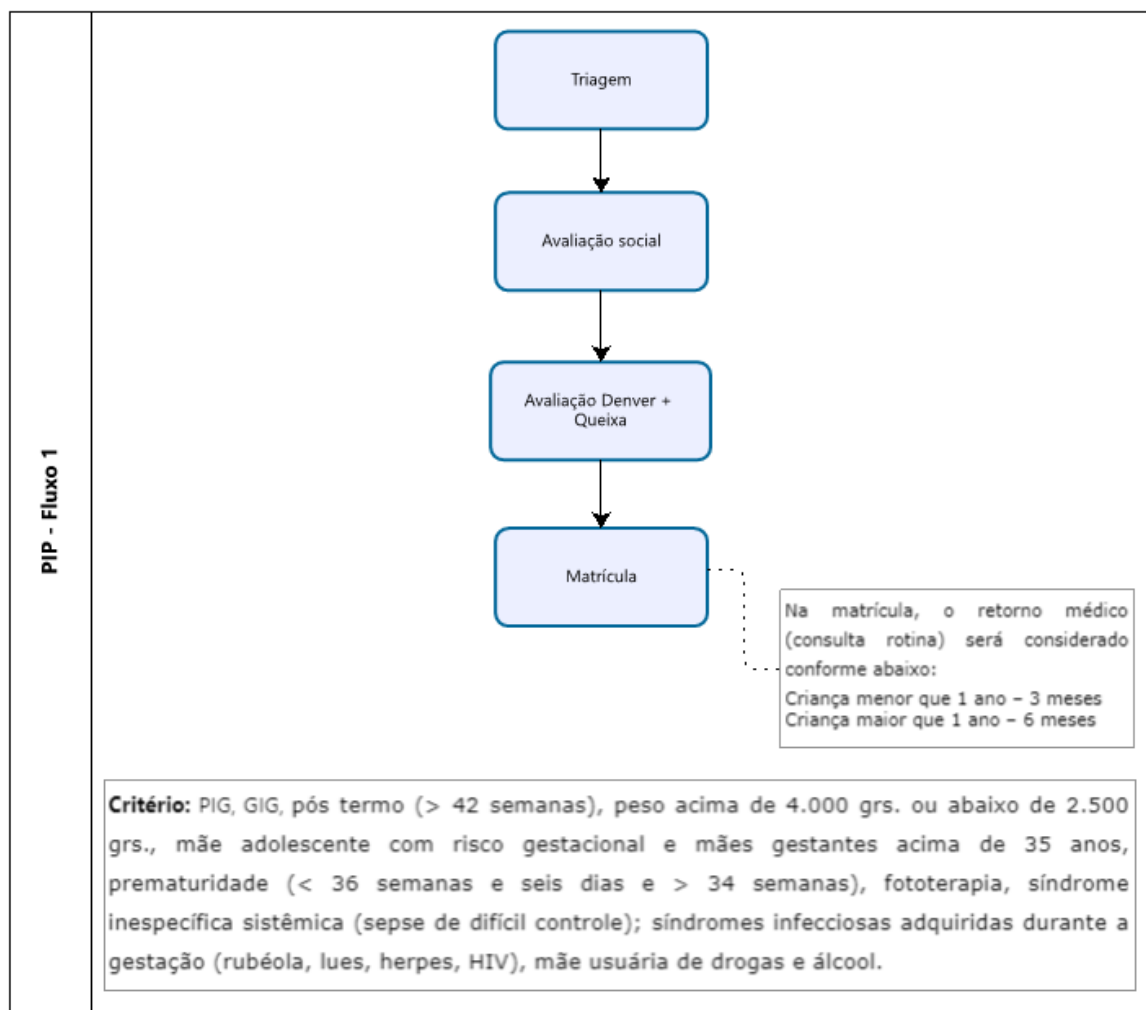 PIP - Fluxo 1
Triagem
Avaliação social
Avaliação Denver +
Queixa
Matrícula
Na matrícula, o retorno médico
(consulta rotina) será considerado
conforme abaixo:
Criança menor que 1 ano – 3 meses
Criança maior que 1 ano – 6 meses
Critério: PIG, GIG, pós termo (> 42 semanas), peso acima de 4.000 grs. ou abaixo de 2.500
grs., mãe adolescente com risco gestacional e mães gestantes acima de 35 anos,
prematuridade (< 36 semanas e seis dias e > 34 semanas), fototerapia, síndrome
inespecífica sistêmica (sepse de difícil controle); síndromes infecciosas adquiridas durante a
gestação (rubéola, lues, herpes, HIV), mãe usuária de drogas e álcool.